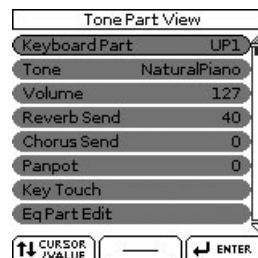 Tone Part View
Keyboard Part UP1
Tone NaturalPiano
Volume 127
Reverb Send 40
Chorus Send 0
Panpot 0
Key Touch
Eq Part Edit
CURSOR
/VALUE
ENTER